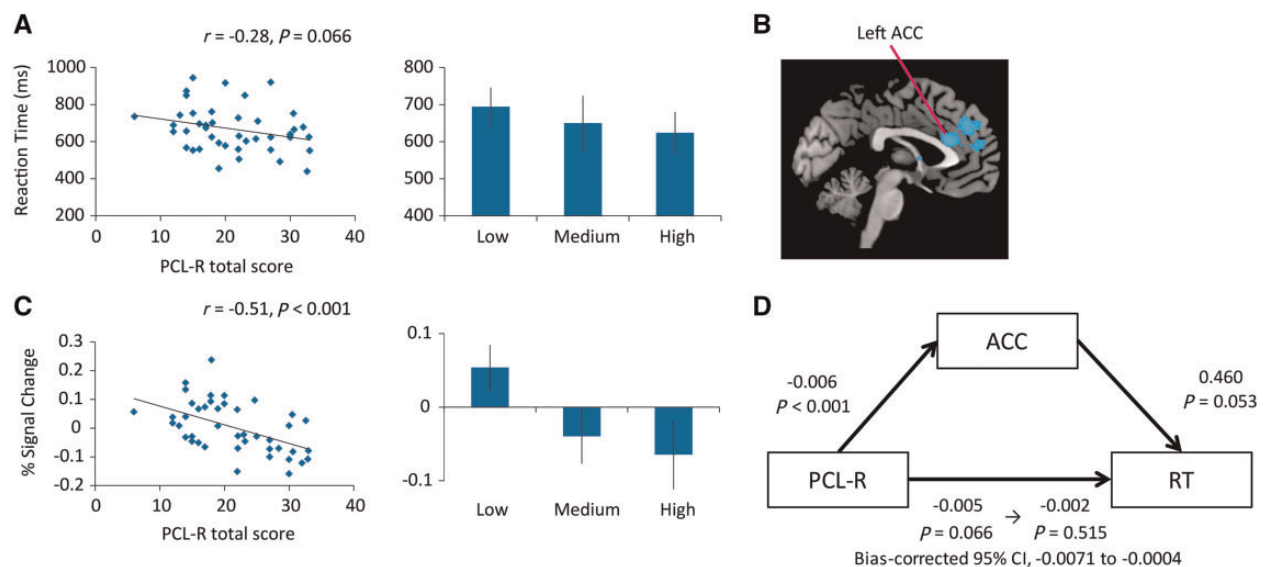 A
r = -0.28, P = 0.066
Reaction Time (ms)
1000
800
600
400
200
0
10
20
30
40
PCL-R total score
800
700
600
500
400
Low
Medium
High
B
Left ACC
C
r = -0.51, P < 0.001
% Signal Change
0.3
0.2
0.1
0
-0.1
-0.2
0
10
20
30
40
PCL-R total score
0.1
0
-0.1
Low
Medium
High
D
ACC
-0.006
P < 0.001
0.460
P = 0.053
PCL-R
RT
-0.005 → -0.002
P = 0.066 P = 0.515
Bias-corrected 95% CI, -0.0071 to -0.0004